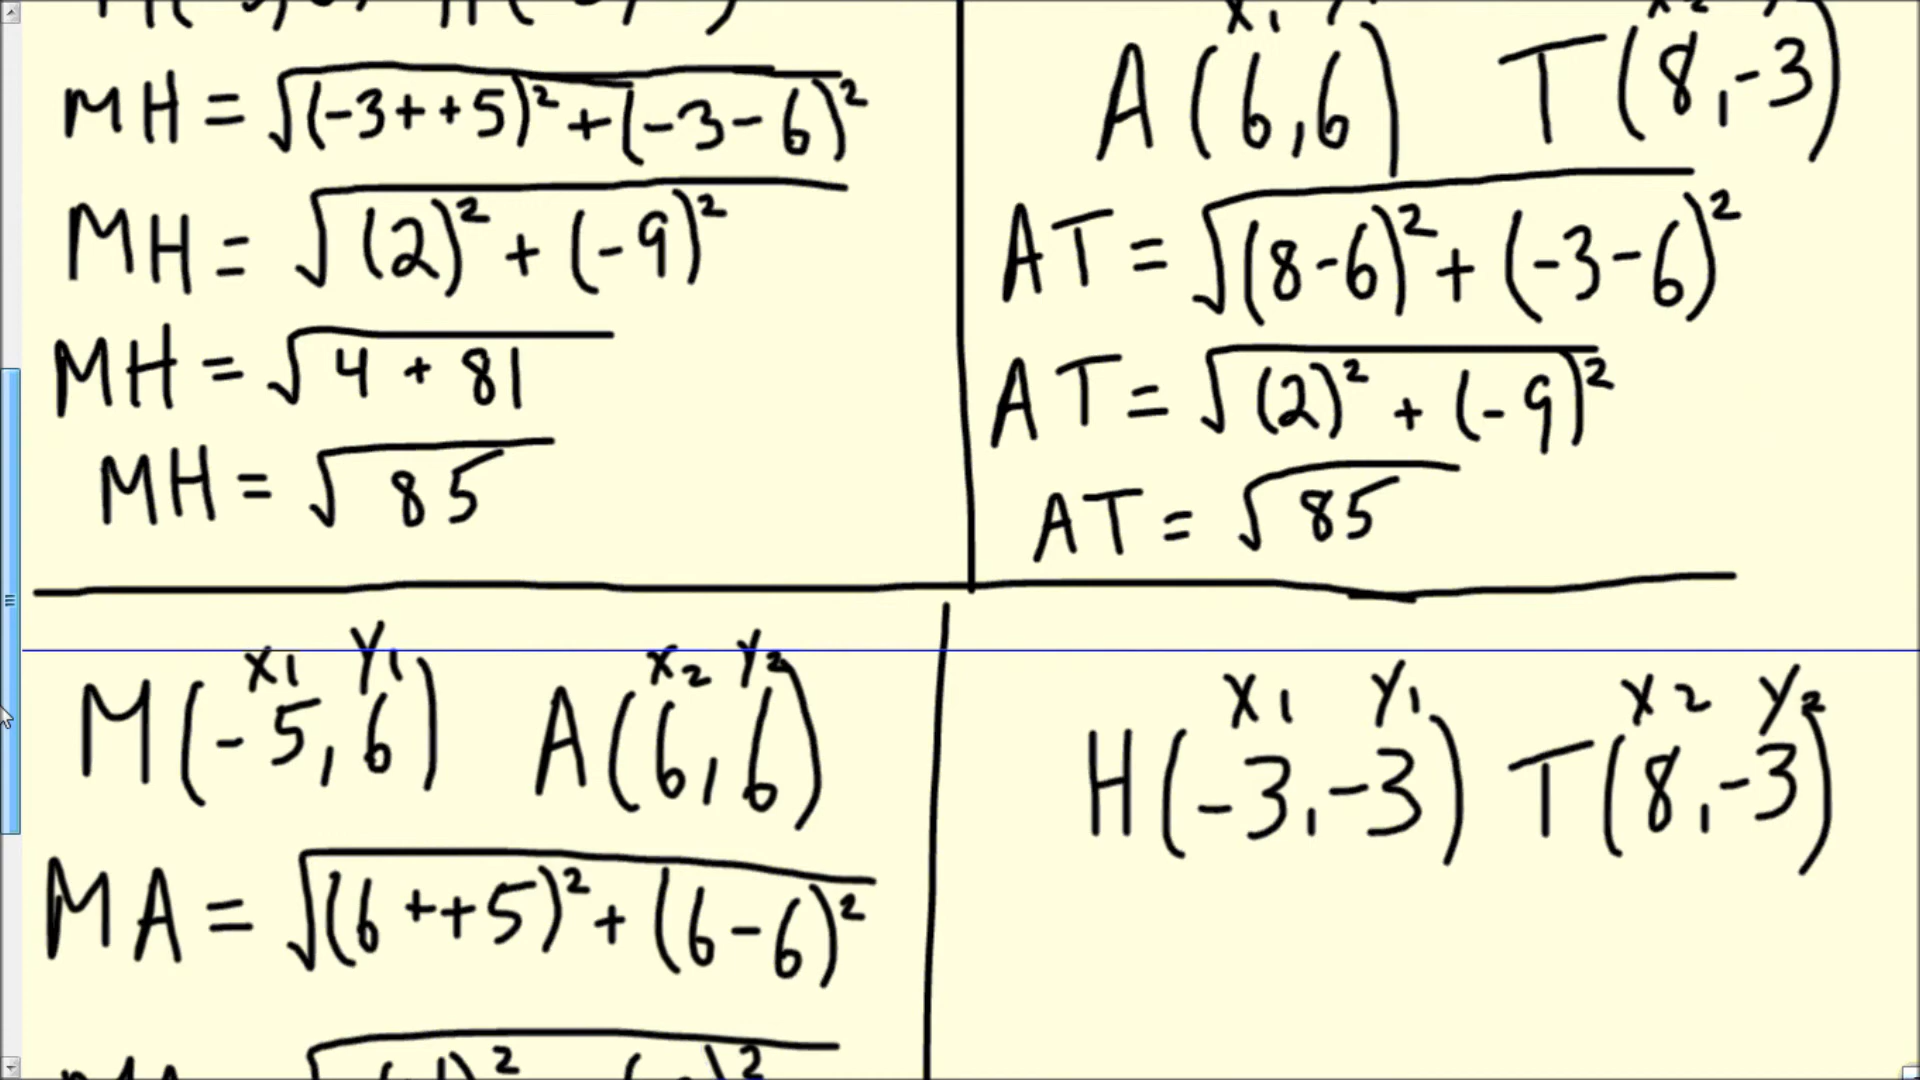 MH = √(-3++5)² + (-3-6)²
MH = √(2)² + (-9)²
MH = √4 + 81
MH = √85
A(6,6) T(8,-3)
AT = √(8-6)² + (-3-6)²
AT = √(2)² + (-9)²
AT = √85
x1 y1 x2 y2
M(-5,6) A(6,6)
MA = √(6++5)² + (6-6)²
x1 y1 x2 y2
H(-3,-3) T(8,-3)